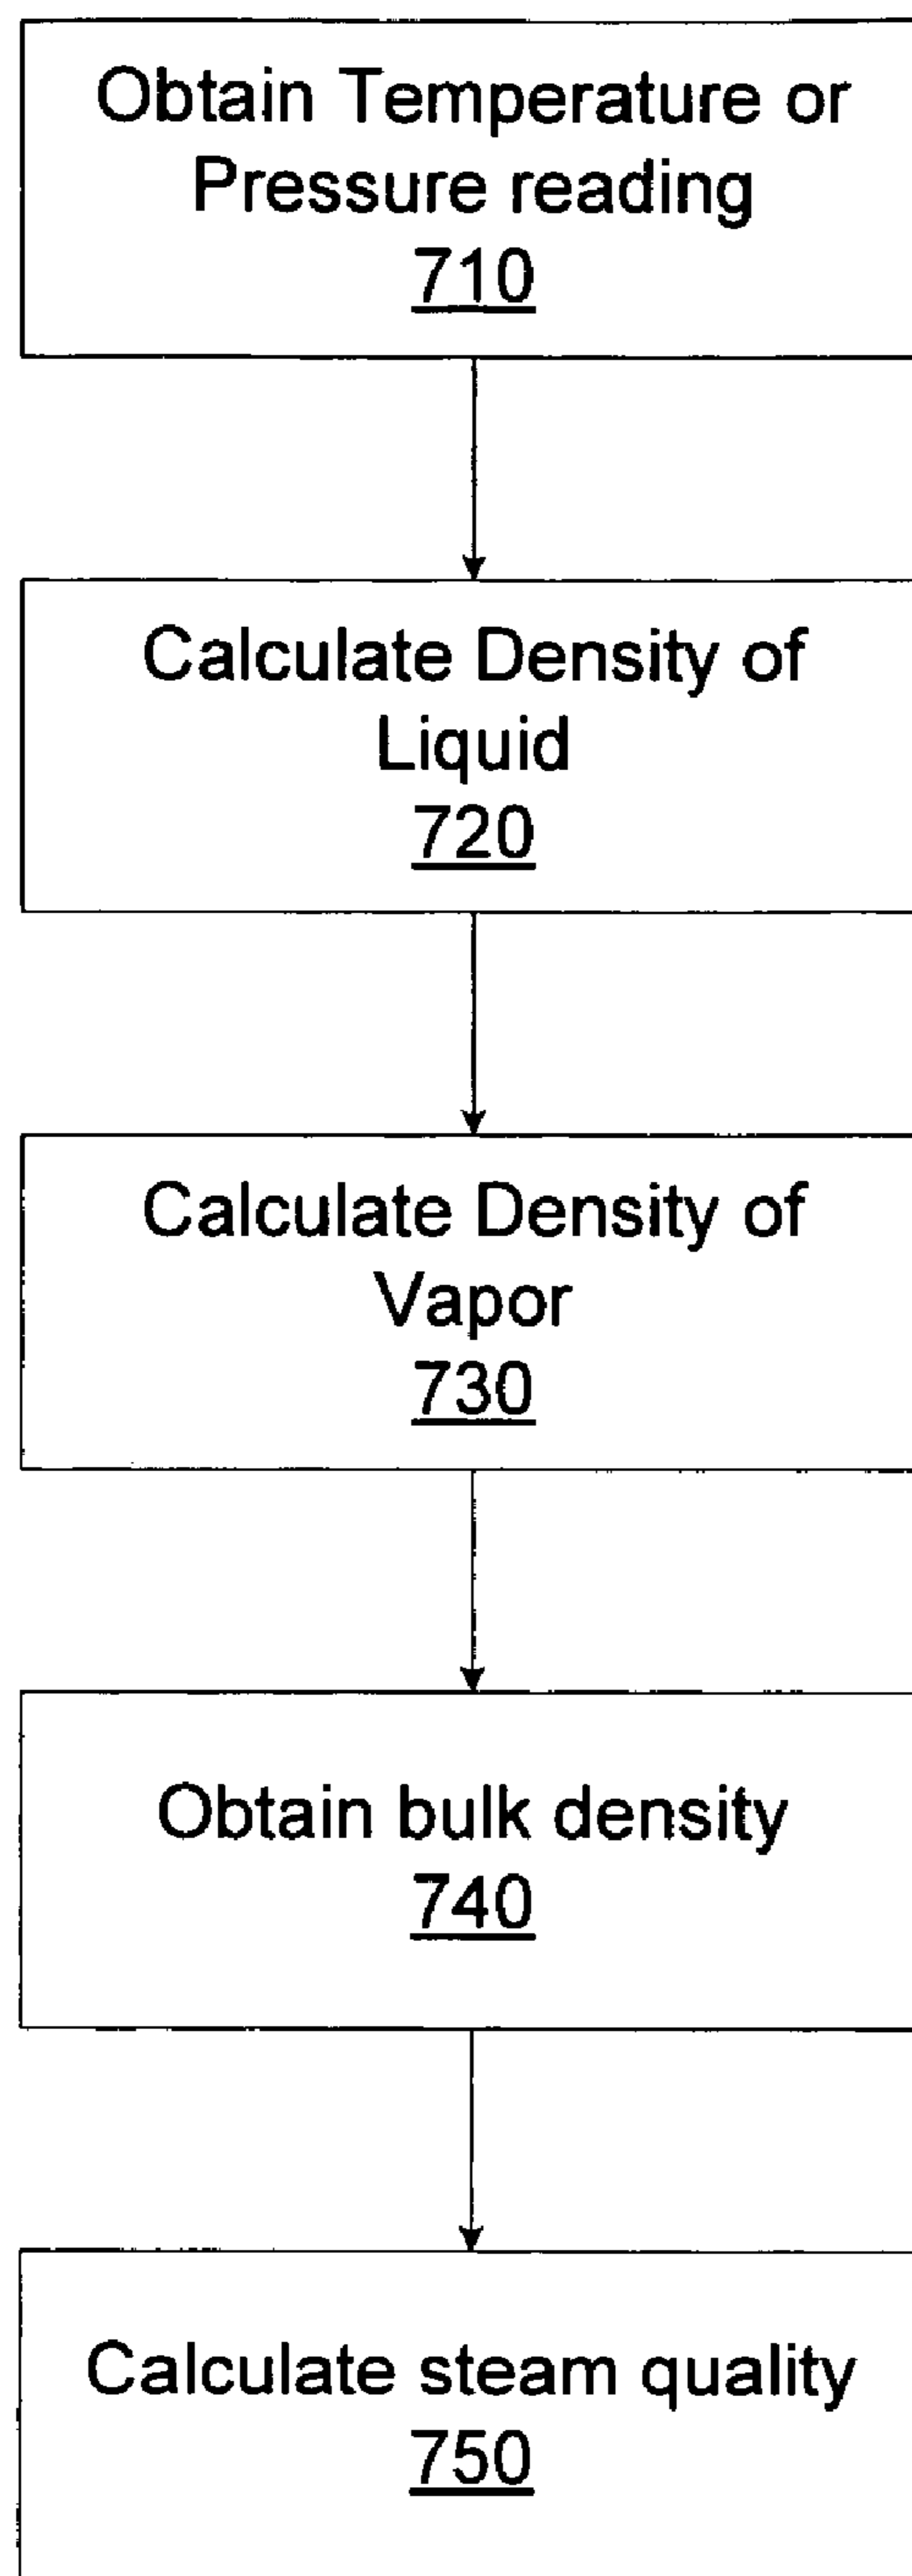 Obtain Temperature or
Pressure reading
710
Calculate Density of
Liquid
720
Calculate Density of
Vapor
730
Obtain bulk density
740
Calculate steam quality
750